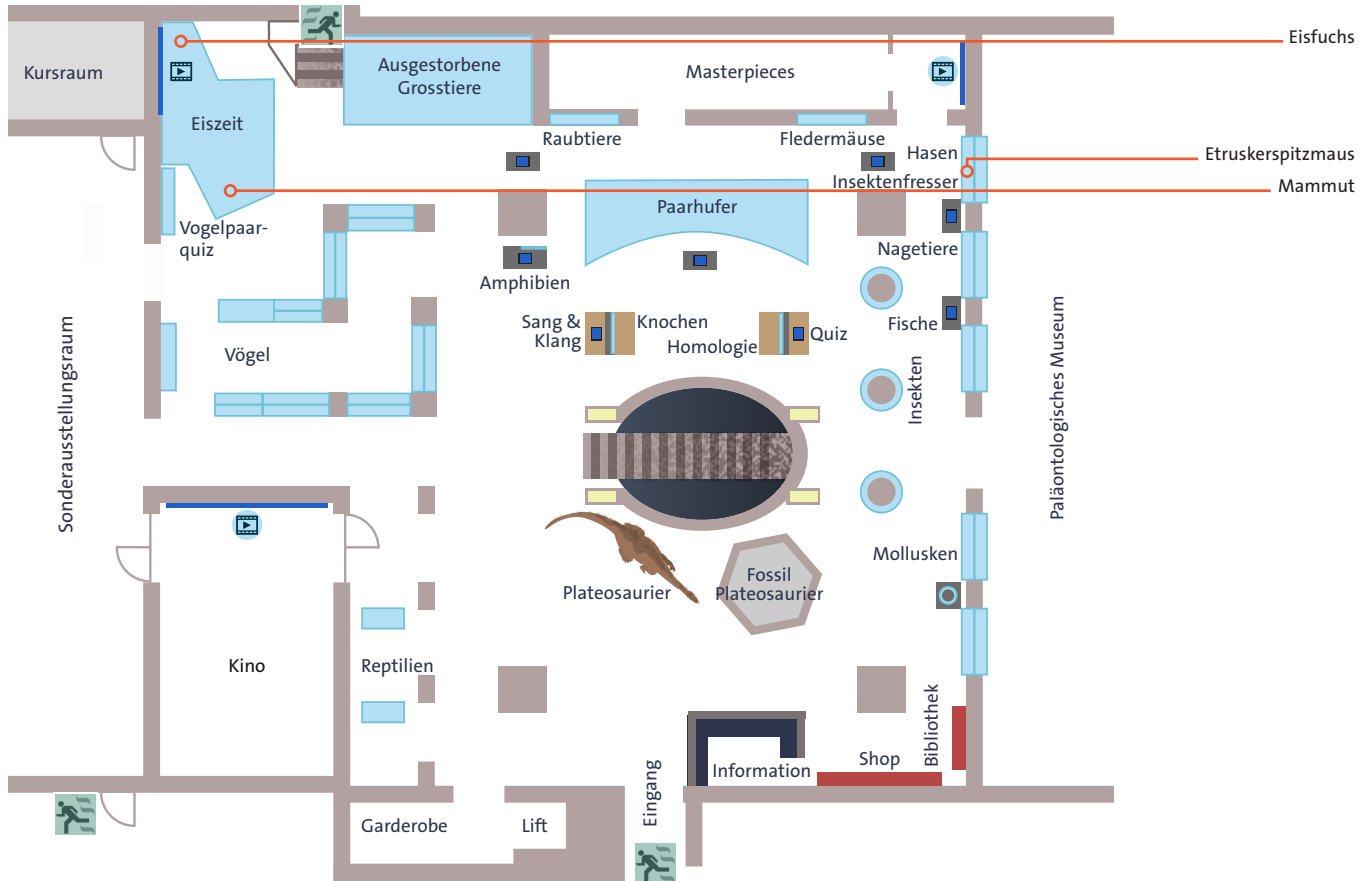 Eisfuchs
Kursraum
Ausgestorbene
Grosstiere
Masterpieces
Eiszeit
Raubtiere
Fledermäuse
Hasen
Etruskerspitzmaus
Insektenfresser
Mammut
Paarhufer
Vogelpaar-
quiz
Nagetiere
Amphibien
Sang &
Klang
Knochen
Homologie
Quiz
Fische
Vögel
Insekten
Sonderausstellungsraum
Paläontologisches Museum
Mollusken
Plateosaurier
Fossil
Plateosaurier
Kino
Reptilien
Bibliothek
Shop
Information
Eingang
Garderobe
Lift